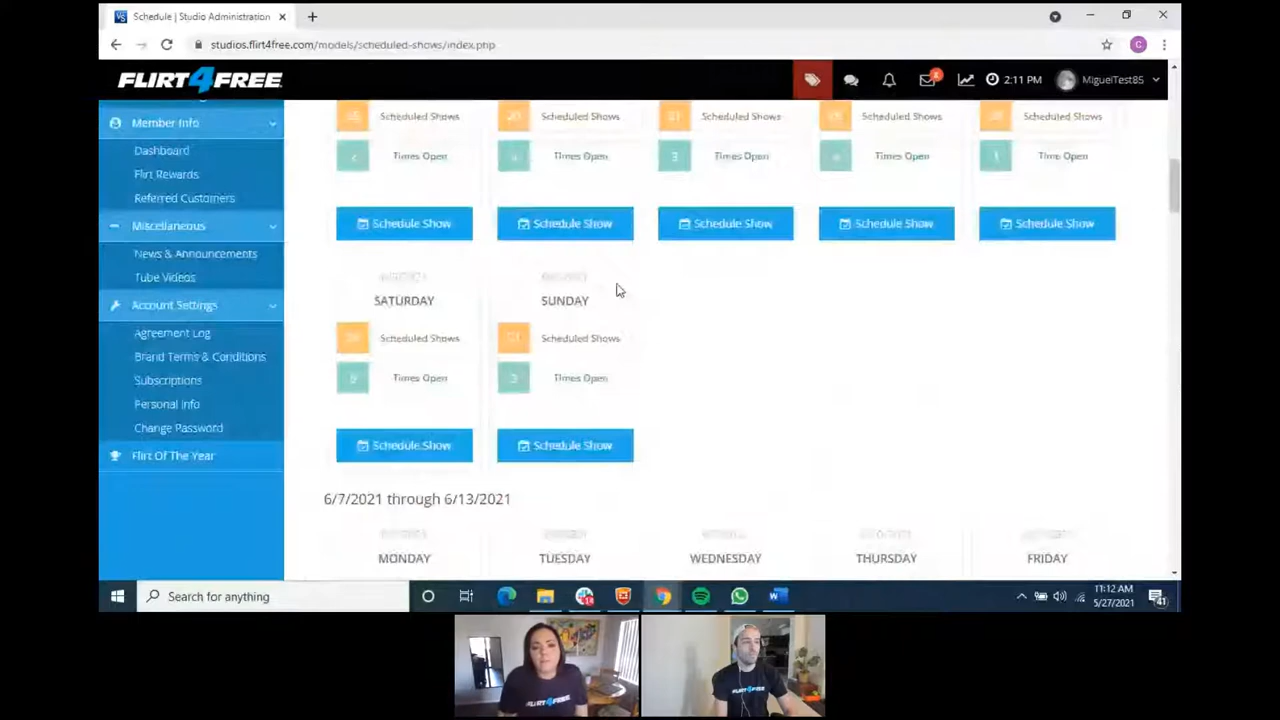 Schedule | Studio Administration
studios.flirt4free.com/models/scheduled-shows/index.php
FLIRT4FREE
2:11 PM
MiguelTest85
Member Info
Dashboard
Flirt Rewards
Referred Customers
Miscellaneous
News & Announcements
Tube Videos
Account Settings
Agreement Log
Brand Terms & Conditions
Subscriptions
Personal Info
Change Password
Flirt Of The Year
Scheduled Shows Scheduled Shows Scheduled Shows Scheduled Shows Scheduled Shows
Times Open Times Open 3 Times Open Times Open 1 Time Open
Schedule Show Schedule Show Schedule Show Schedule Show Schedule Show
SATURDAY SUNDAY
Scheduled Shows Scheduled Shows
Times Open Times Open
Schedule Show Schedule Show
6/7/2021 through 6/13/2021
MONDAY TUESDAY WEDNESDAY THURSDAY FRIDAY
Search for anything
11:12 AM
5/27/2021
41
FLIRT4FREE
FLIRT4FREE